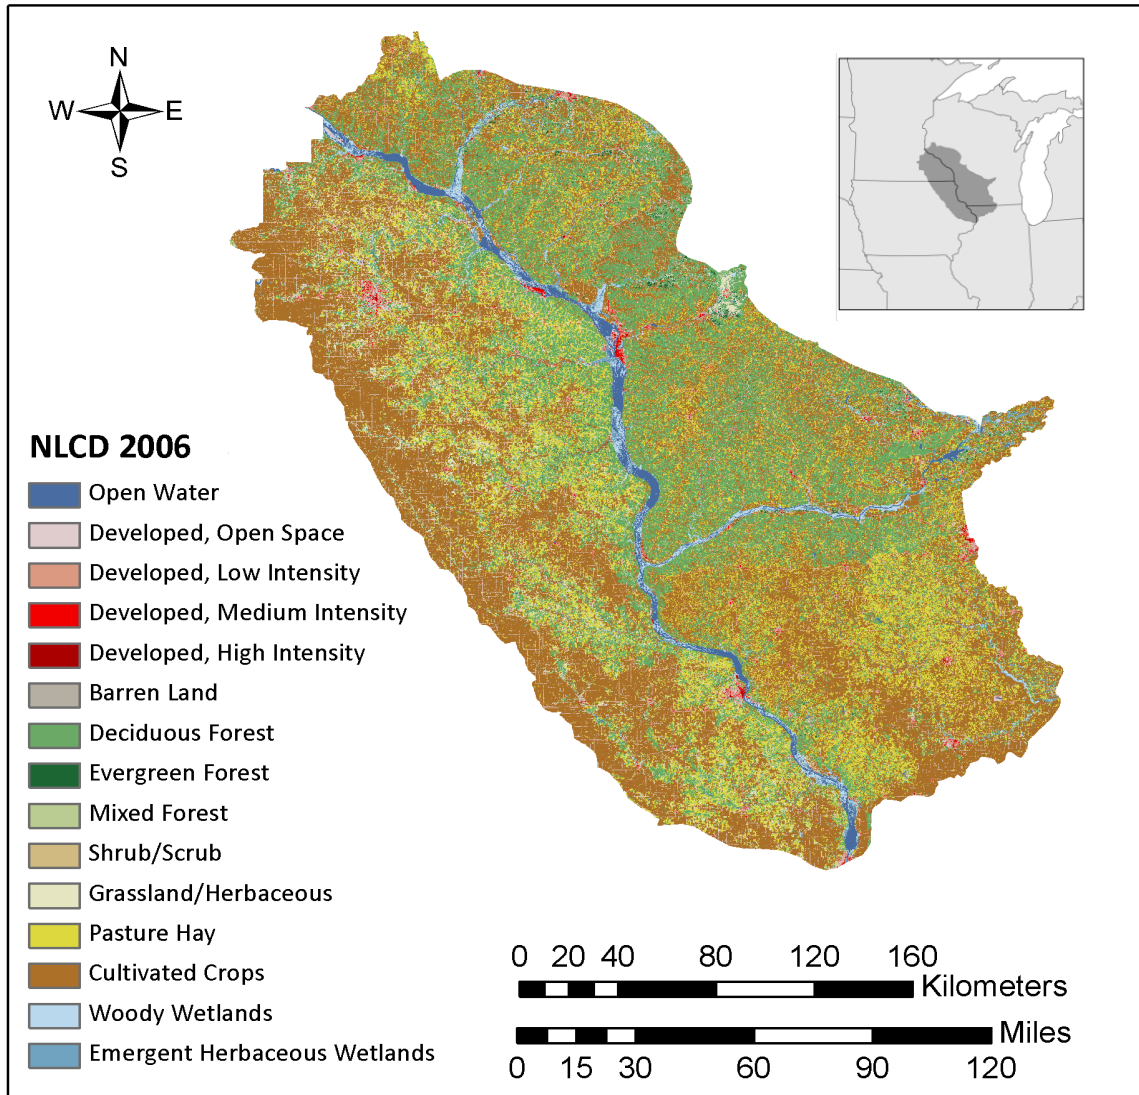 N
W E
S
NLCD 2006
Open Water
Developed, Open Space
Developed, Low Intensity
Developed, Medium Intensity
Developed, High Intensity
Barren Land
Deciduous Forest
Evergreen Forest
Mixed Forest
Shrub/Scrub
Grassland/Herbaceous
Pasture Hay
Cultivated Crops
Woody Wetlands
Emergent Herbaceous Wetlands
0 20 40 80 120 160
Kilometers
Miles
0 15 30 60 90 120